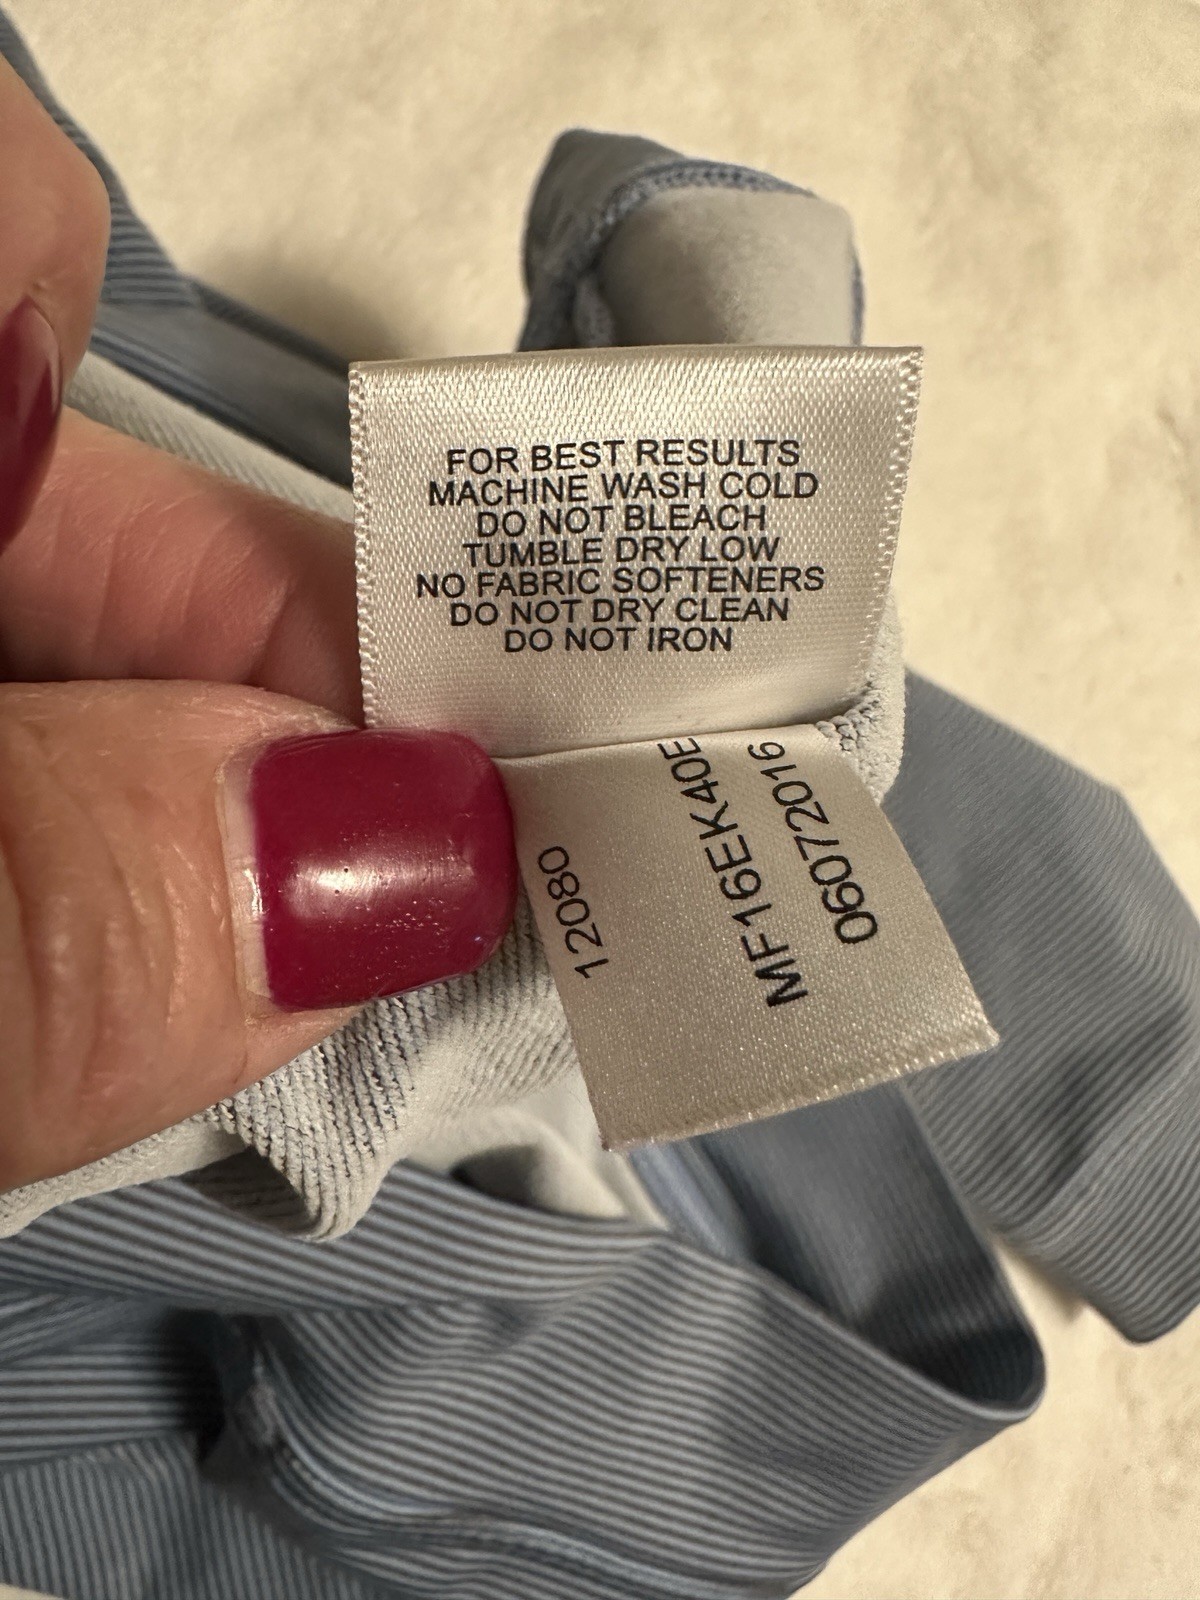 FOR BEST RESULTS
MACHINE WASH COLD
DO NOT BLEACH
TUMBLE DRY LOW
NO FABRIC SOFTENERS
DO NOT DRY CLEAN
DO NOT IRON
12080
MF16EK40E
06072016